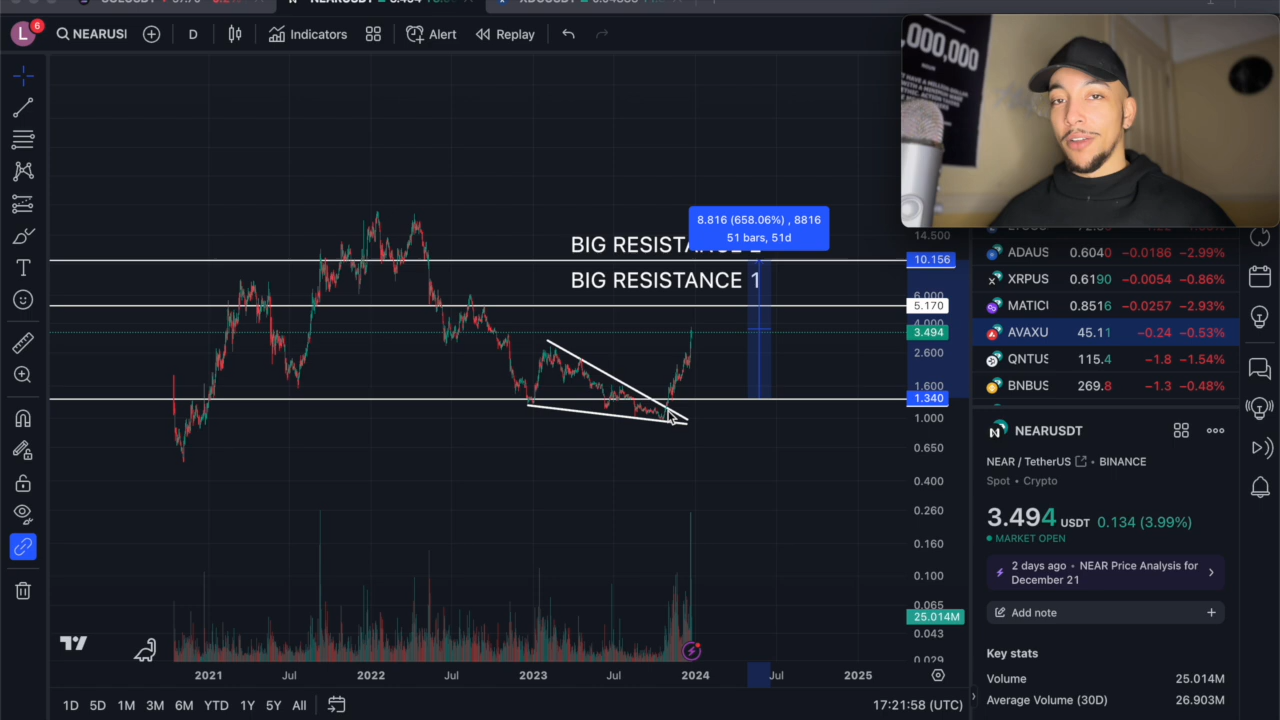 L 6 NEARUSI D Indicators Alert Replay
,000,000
NOUN
BIG RESISTANCE 2
BIG RESISTANCE 1
8.816 (658.06%) , 8816
51 bars, 51d
14.500
10.156
6.000
5.170
4.000
3.494
2.600
1.600
1.340
1.000
0.650
0.400
0.260
0.160
0.100
0.065
25.014M
0.043
0.029
2021 Jul 2022 Jul 2023 Jul 2024 Jul 2025
1D 5D 1M 3M 6M YTD 1Y 5Y All 17:21:58 (UTC)
ADAUS 0.6040 −0.0186 −2.99%
XRPUS 0.6190 −0.0054 −0.86%
MATICI 0.8516 −0.0257 −2.93%
AVAXU 45.11 −0.24 −0.53%
QNTUS 115.4 −1.8 −1.54%
BNBUS 269.8 −1.3 −0.48%
NEARUSDT
NEAR / TetherUS • BINANCE
Spot • Crypto
3.494 USDT 0.134 (3.99%)
MARKET OPEN
2 days ago • NEAR Price Analysis for
December 21
Add note
Key stats
Volume 25.014M
Average Volume (30D) 26.903M